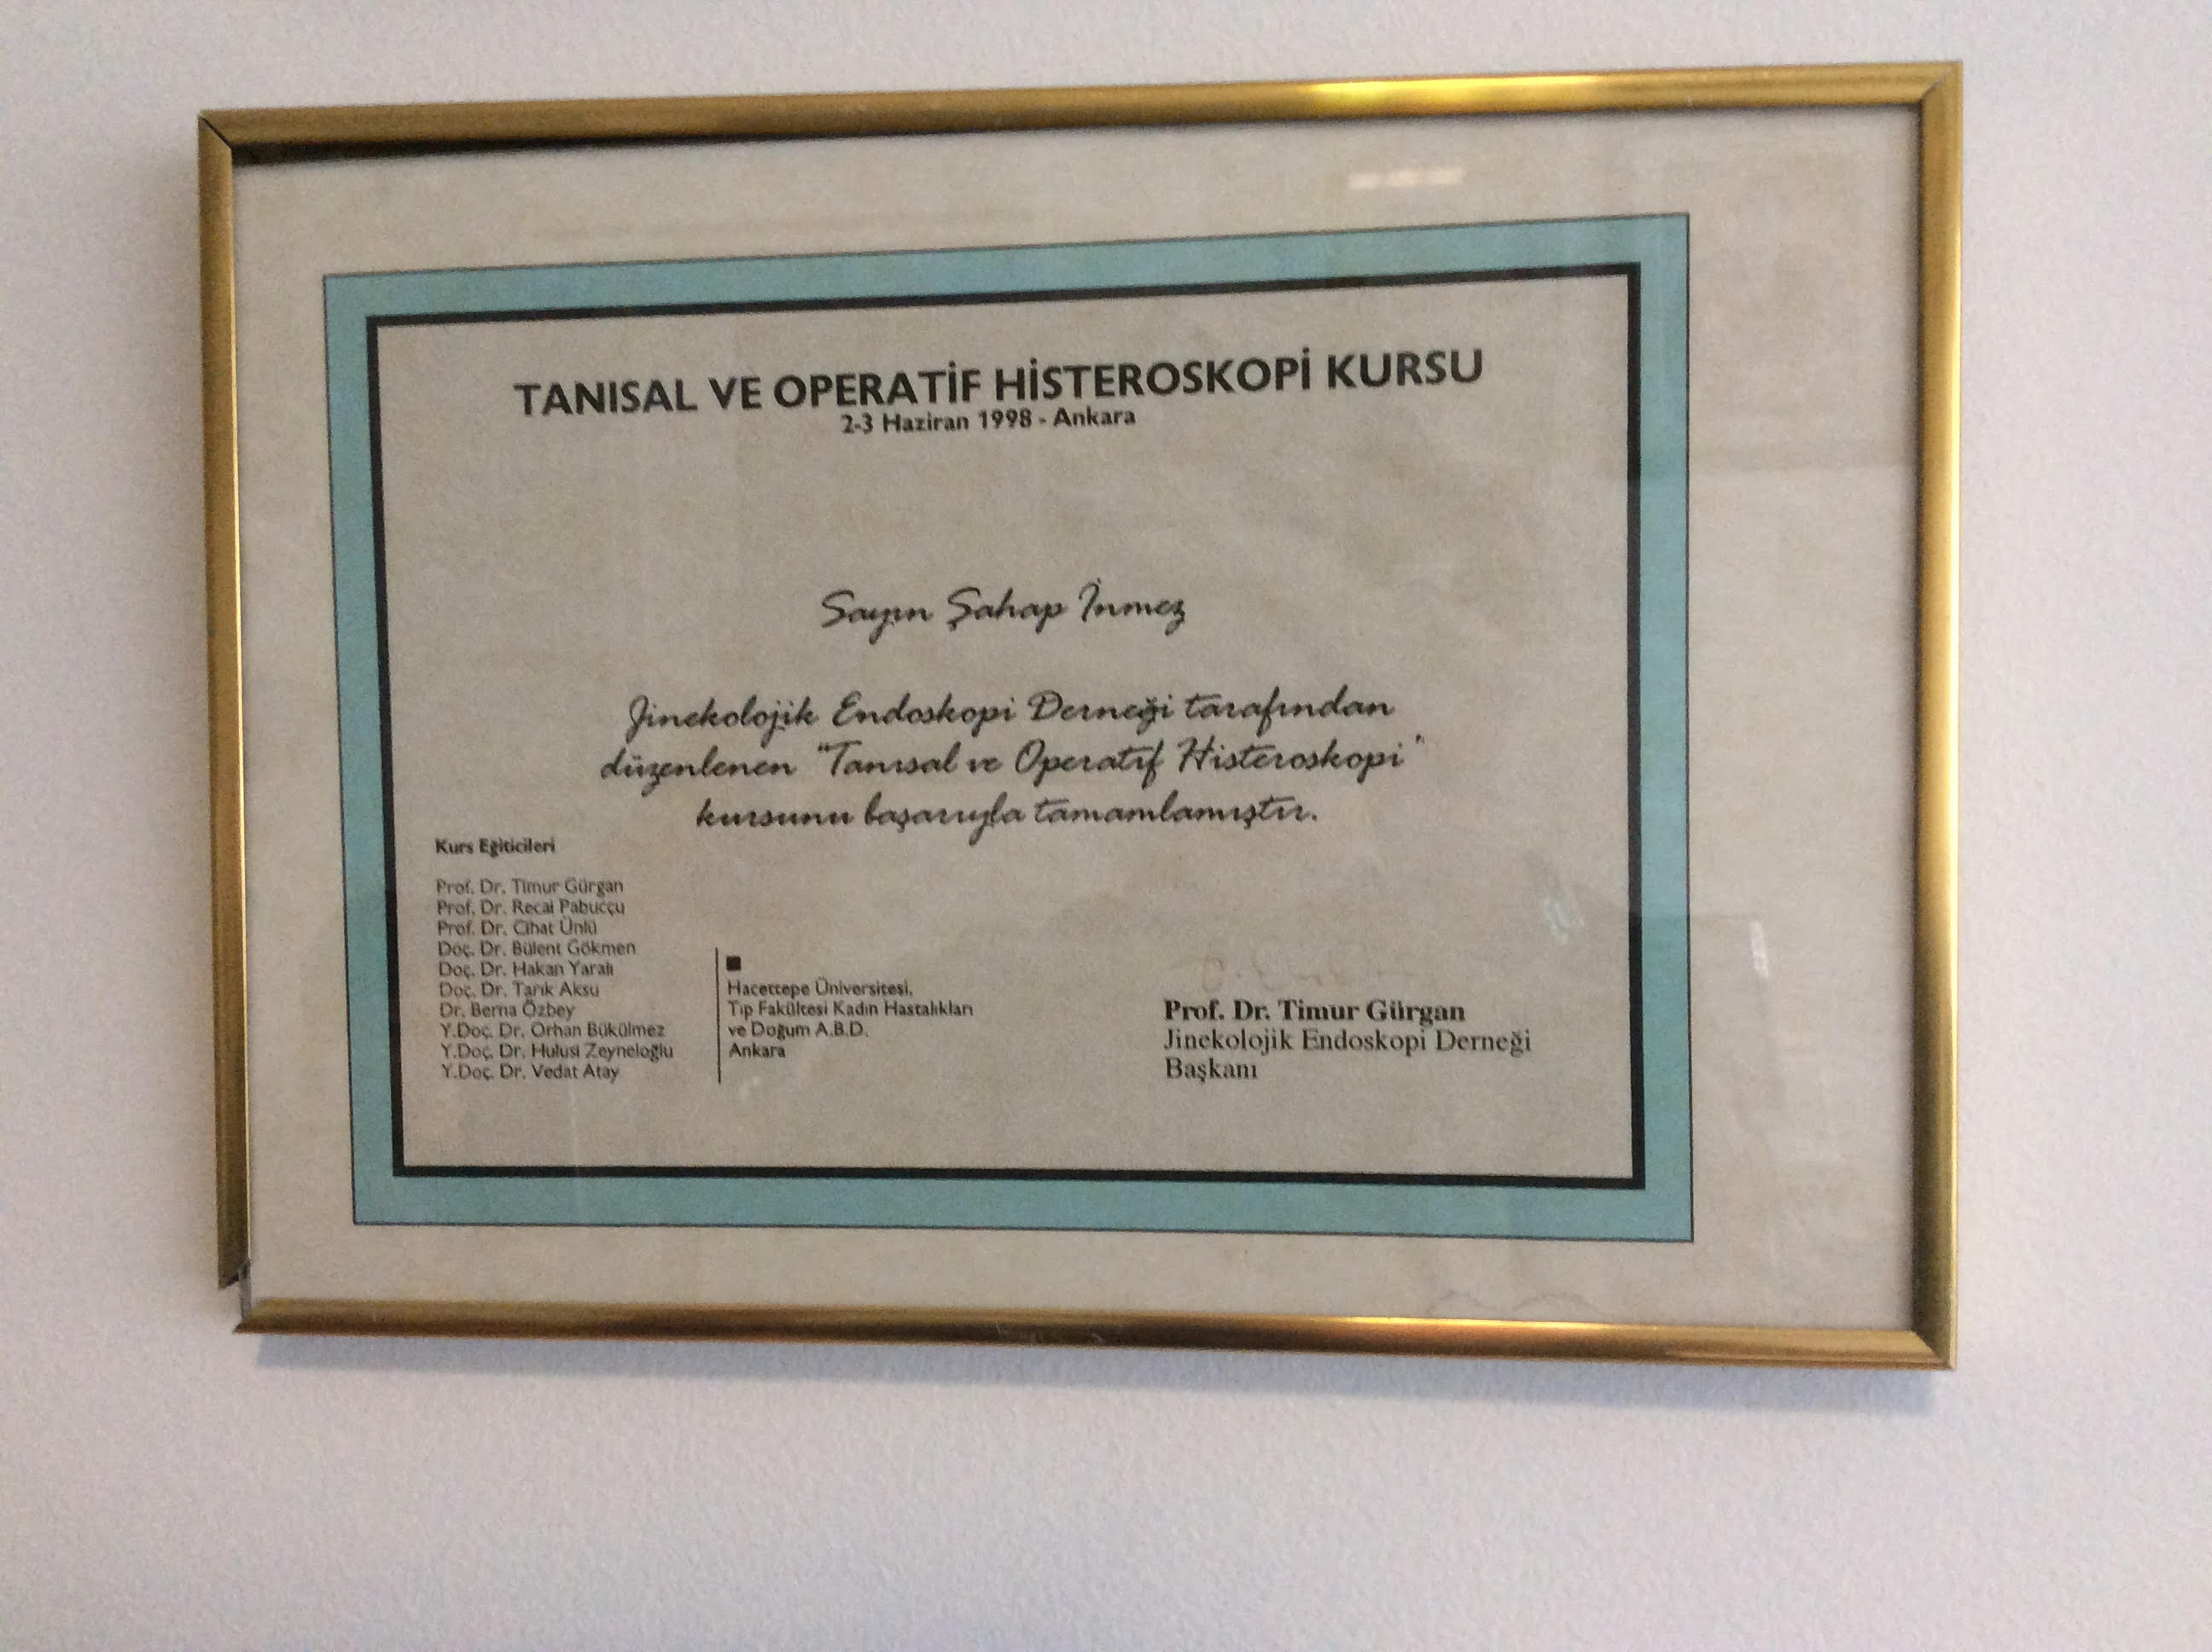 TANISAL VE OPERATİF HİSTEROSKOPİ KURSU
2-3 Haziran 1998 - Ankara
Sayın Şahap İnmez
Jinekolojik Endoskopi Derneği tarafından
düzenlenen "Tanısal ve Operatif Histeroskopi"
kursunu başarıyla tamamlamıştır.
Kurs Eğiticileri
Prof. Dr. Timur Gürgan
Prof. Dr. Recai Pabuçcu
Prof. Dr. Cihat Ünlü
Doç. Dr. Bülent Gökmen
Doç. Dr. Hakan Yaralı
Doç. Dr. Tarık Aksu
Dr. Berna Özbey
Y.Doç. Dr. Orhan Bükülmez
Y.Doç. Dr. Hulusi Zeyneloğlu
Y.Doç. Dr. Vedat Atay
Hacettepe Üniversitesi,
Tıp Fakültesi Kadın Hastalıkları
ve Doğum A.B.D.
Ankara
Prof. Dr. Timur Gürgan
Jinekolojik Endoskopi Derneği
Başkanı